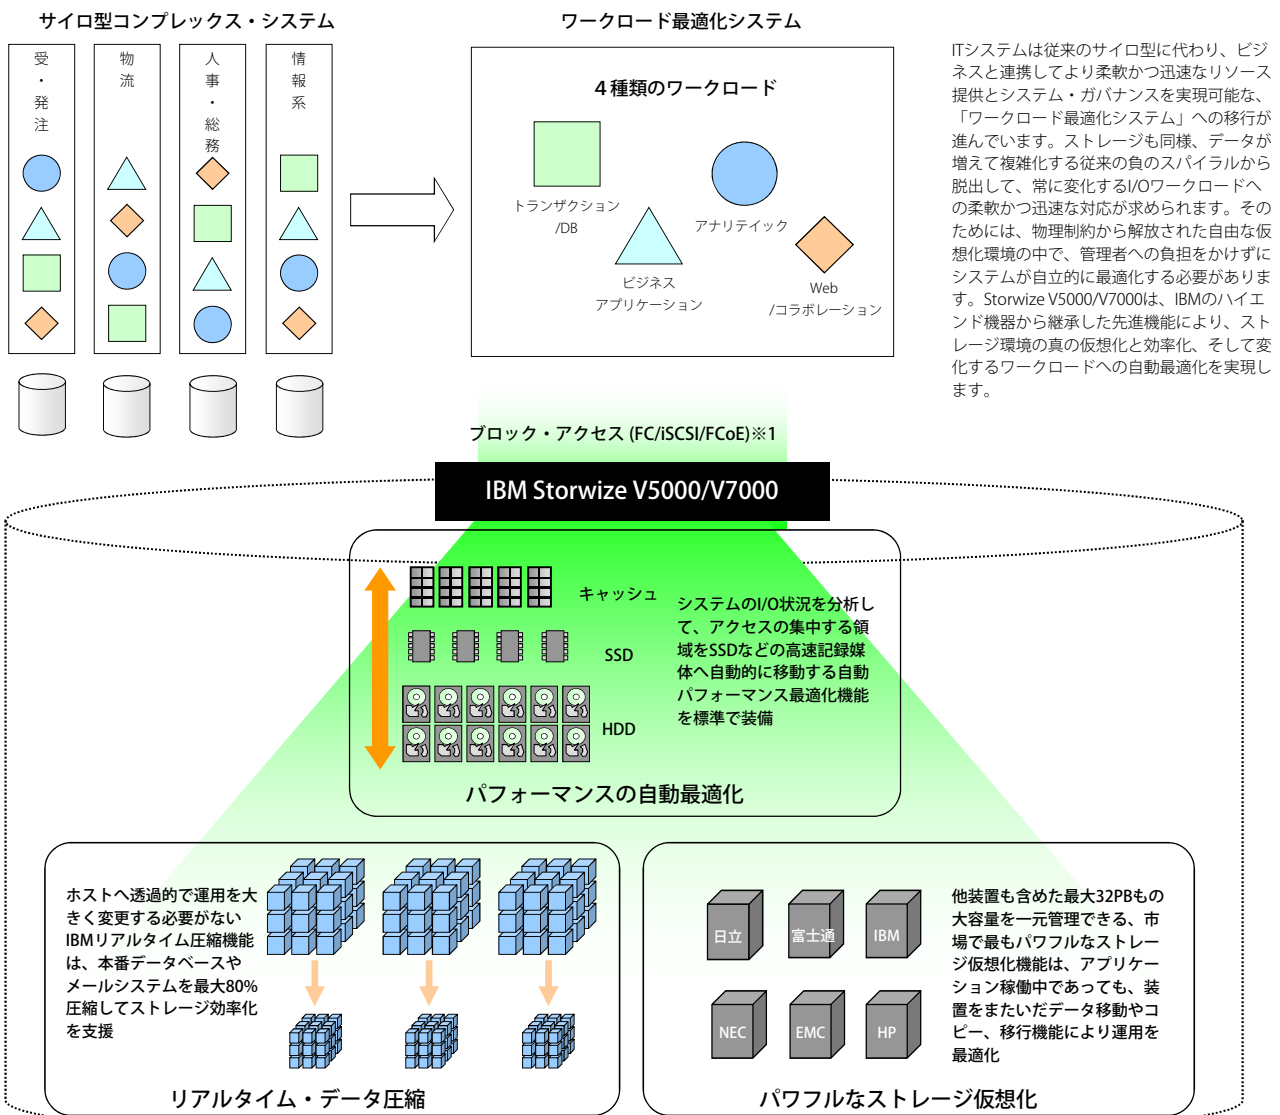 サイロ型コンプレックス・システム
受・発注
物流
人事・総務
情報系
ワークロード最適化システム
４種類のワークロード
トランザクション
/DB
アナリテイック
ビジネス
アプリケーション
Web
/コラボレーション
ITシステムは従来のサイロ型に代わり、ビジ
ネスと連携してより柔軟かつ迅速なリソース
提供とシステム・ガバナンスを実現可能な、
「ワークロード最適化システム」への移行が
進んでいます。ストレージも同様、データが
増えて複雑化する従来の負のスパイラルから
脱出して、常に変化するI/Oワークロードへ
の柔軟かつ迅速な対応が求められます。その
ためには、物理制約から解放された自由な仮
想化環境の中で、管理者への負担をかけずに
システムが自立的に最適化する必要がありま
す。Storwize V5000/V7000は、IBMのハイエ
ンド機器から継承した先進機能により、スト
レージ環境の真の仮想化と効率化、そして変
化するワークロードへの自動最適化を実現し
ます。
ブロック・アクセス (FC/iSCSI/FCoE)※1
IBM Storwize V5000/V7000
キャッシュ
SSD
HDD
システムのI/O状況を分析し
て、アクセスの集中する領
域をSSDなどの高速記録媒
体へ自動的に移動する自動
パフォーマンス最適化機能
を標準で装備
パフォーマンスの自動最適化
ホストへ透過的で運用を大
きく変更する必要がない
IBMリアルタイム圧縮機能
は、本番データベースや
メールシステムを最大80%
圧縮してストレージ効率化
を支援
リアルタイム・データ圧縮
日立
富士通
IBM
NEC
EMC
HP
他装置も含めた最大32PBもの
大容量を一元管理できる、市
場で最もパワフルなストレー
ジ仮想化機能は、アプリケー
ション稼働中であっても、装
置をまたいだデータ移動やコ
ピー、移行機能により運用を
最適化
パワフルなストレージ仮想化